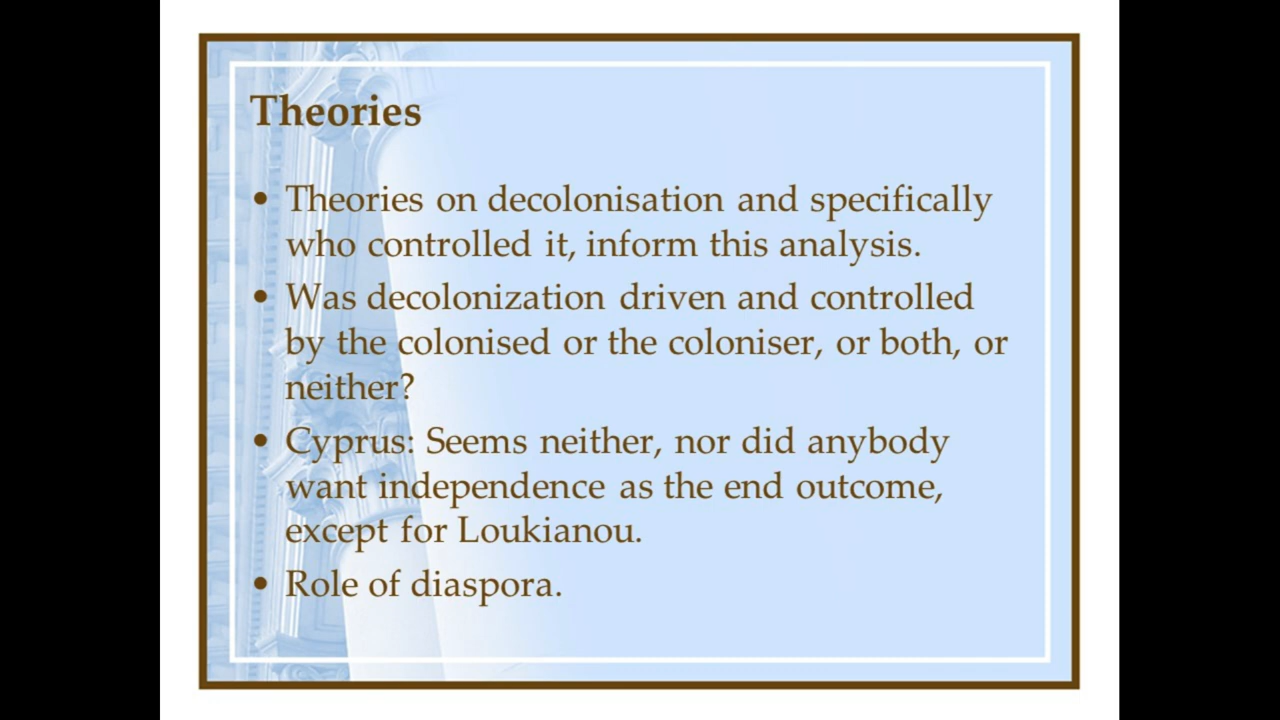 Theories
• Theories on decolonisation and specifically
who controlled it, inform this analysis.
• Was decolonization driven and controlled
by the colonised or the coloniser, or both, or
neither?
• Cyprus: Seems neither, nor did anybody
want independence as the end outcome,
except for Loukianou.
• Role of diaspora.